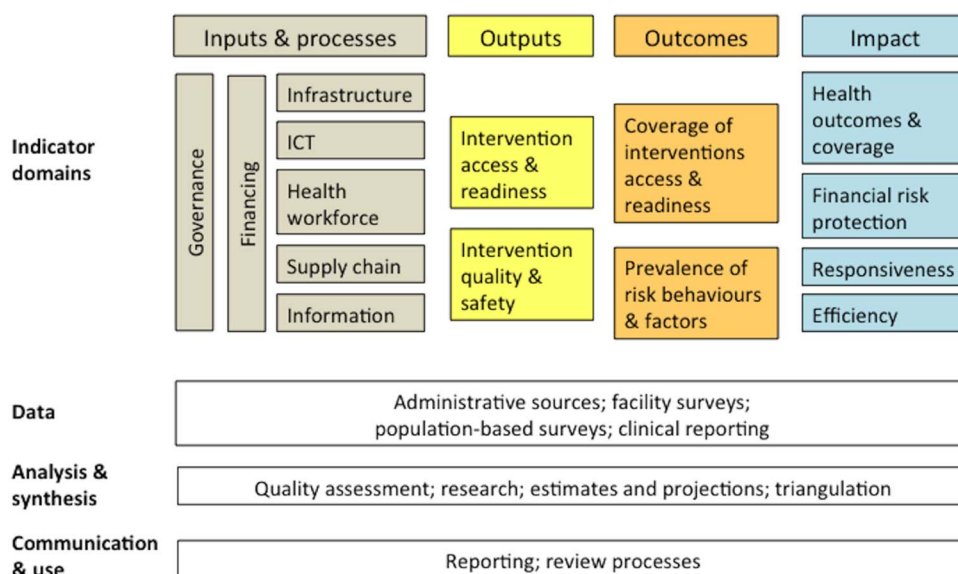 Inputs & processes
Outputs
Outcomes
Impact
Indicator
domains
Governance
Financing
Infrastructure
ICT
Health
workforce
Supply chain
Information
Intervention
access &
readiness
Intervention
quality &
safety
Coverage of
interventions
access &
readiness
Prevalence of
risk behaviours
& factors
Health
outcomes &
coverage
Financial risk
protection
Responsiveness
Efficiency
Data
Administrative sources; facility surveys;
population-based surveys; clinical reporting
Analysis &
synthesis
Quality assessment; research; estimates and projections; triangulation
Communication
& use
Reporting; review processes